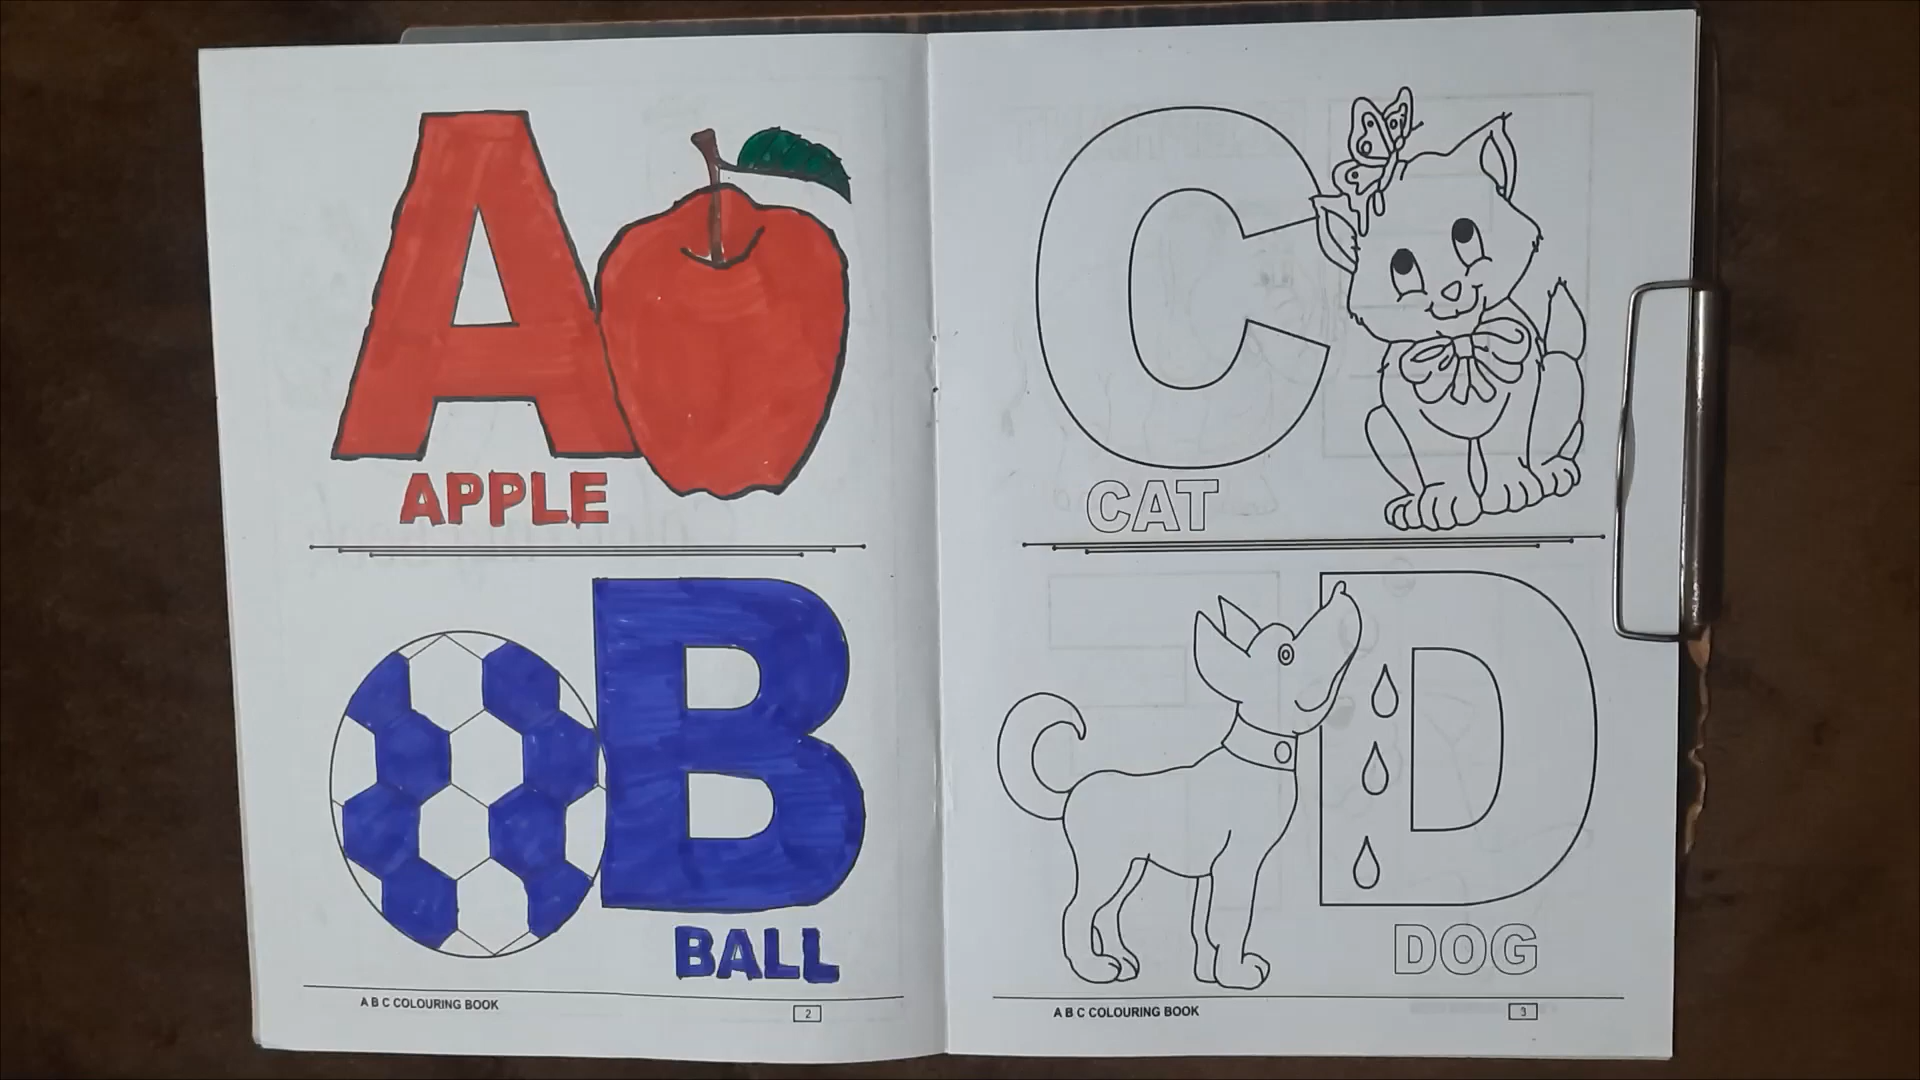 A
APPLE
B
BALL
A B C COLOURING BOOK
2
C
CAT
D
DOG
A B C COLOURING BOOK
3